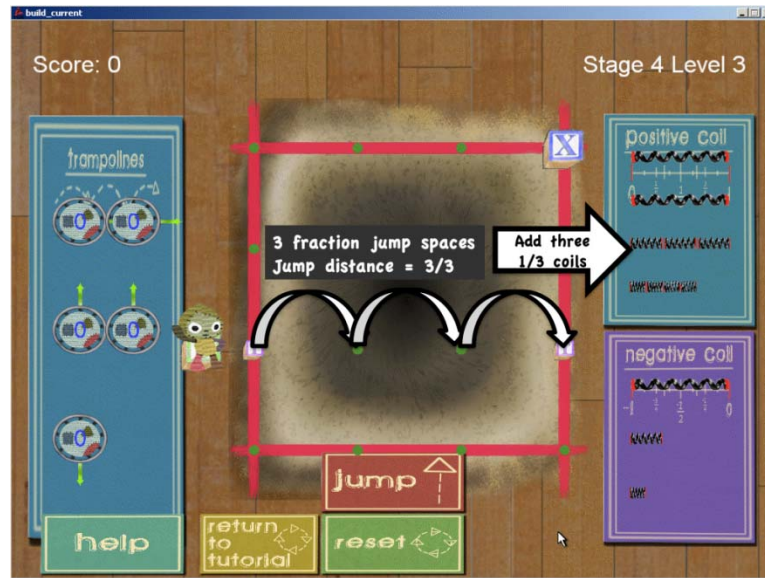 build_current
Score: 0
Stage 4 Level 3
trampolines
0 0
0 0
0
X
3 fraction jump spaces
Jump distance = 3/3
Add three
1/3 coils
positive coil
0 1
negative coil
-1 0
jump
help
return
to
tutorial
reset